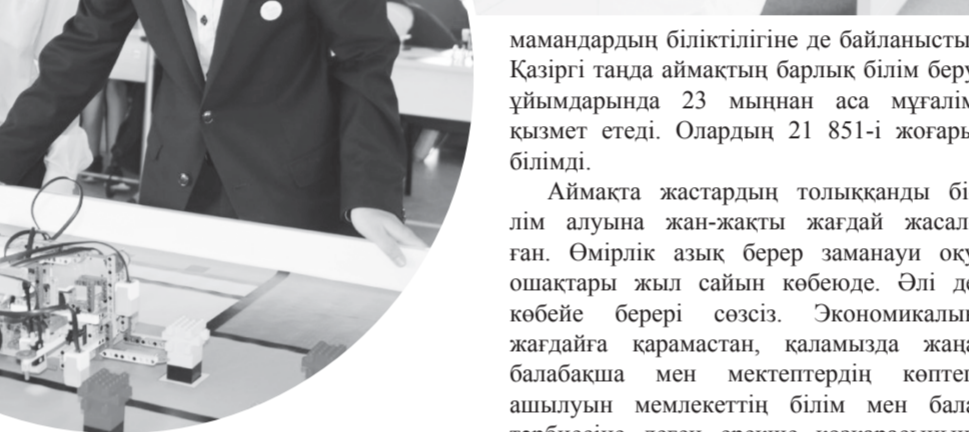 мамандардың біліктілігіне де байланысты
Қазіргі таңда аймақтың барлық білім беру
ұйымдарында 23 мыңнан аса мұғалім
қызмет етеді. Олардың 21 851-і жоғары
білімді.
Аймақта жастардың толыққанды бі-
лім алуына жан-жақты жағдай жасал-
ған. Өмірлік азық берер заманауи оқу
ошақтары жыл сайын көбеюде. Әлі де
көбейе берері сөзсіз. Экономикалық
жағдайға қарамастан, қаламызда жаңа
балабақша мен мектептердің көптеп
ашылуын мемлекеттің білім мен бала